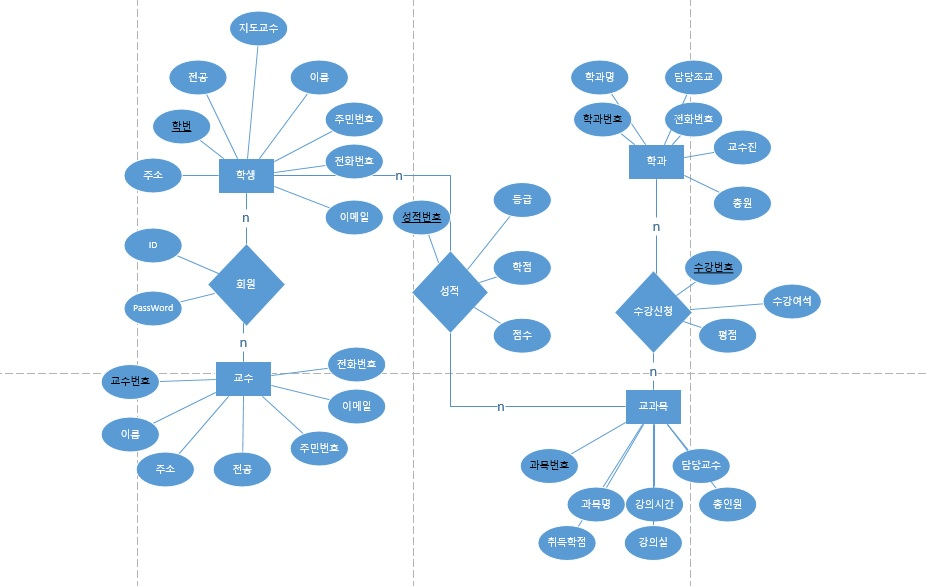 지도교수
전공
이름
학번
주민번호
전화번호
주소
학생
이메일
n
n
ID
PassWord
회원
n
교수
교수번호
이름
주소
전공
주민번호
이메일
전화번호
성적번호
등급
학점
점수
성적
n
학과명
담당조교
학과번호
전화번호
학과
교수진
총원
n
수강번호
수강여석
수강신청
평점
n
교과목
과목번호
담당교수
과목명
강의시간
총인원
취득학점
강의실